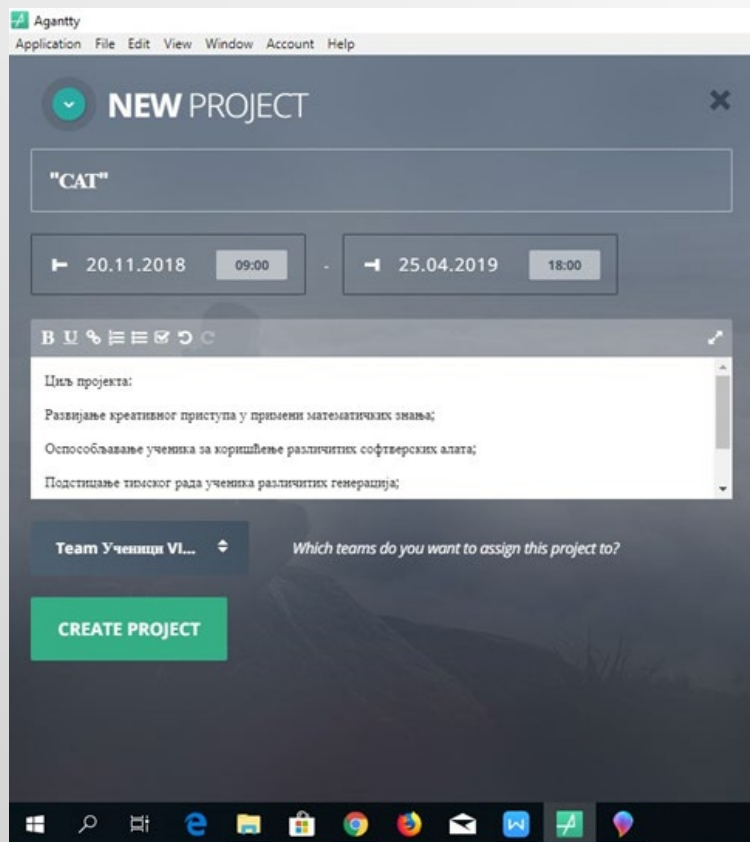 Agantty
Application File Edit View Window Account Help
NEW PROJECT
"САТ"
20.11.2018 09:00 - 25.04.2019 18:00
B U
Циљ пројекта:
Развијање креативног приступа у примени математичких знања;
Оспособљавање ученика за коришћење различитих софтверских алата;
Подстицање тимског рада ученика различитих генерација;
Team Ученици VI... Which teams do you want to assign this project to?
CREATE PROJECT